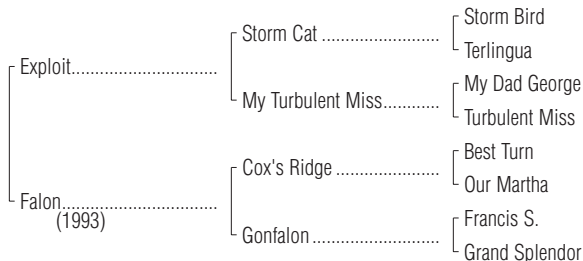 Storm Bird
Storm Cat ..........................
Terlingua
Exploit.................................
My Dad George
My Turbulent Miss............
Turbulent Miss
Best Turn
Cox's Ridge .......................
Our Martha
Falon...................................
(1993)
Francis S.
Gonfalon ............................
Grand Splendor